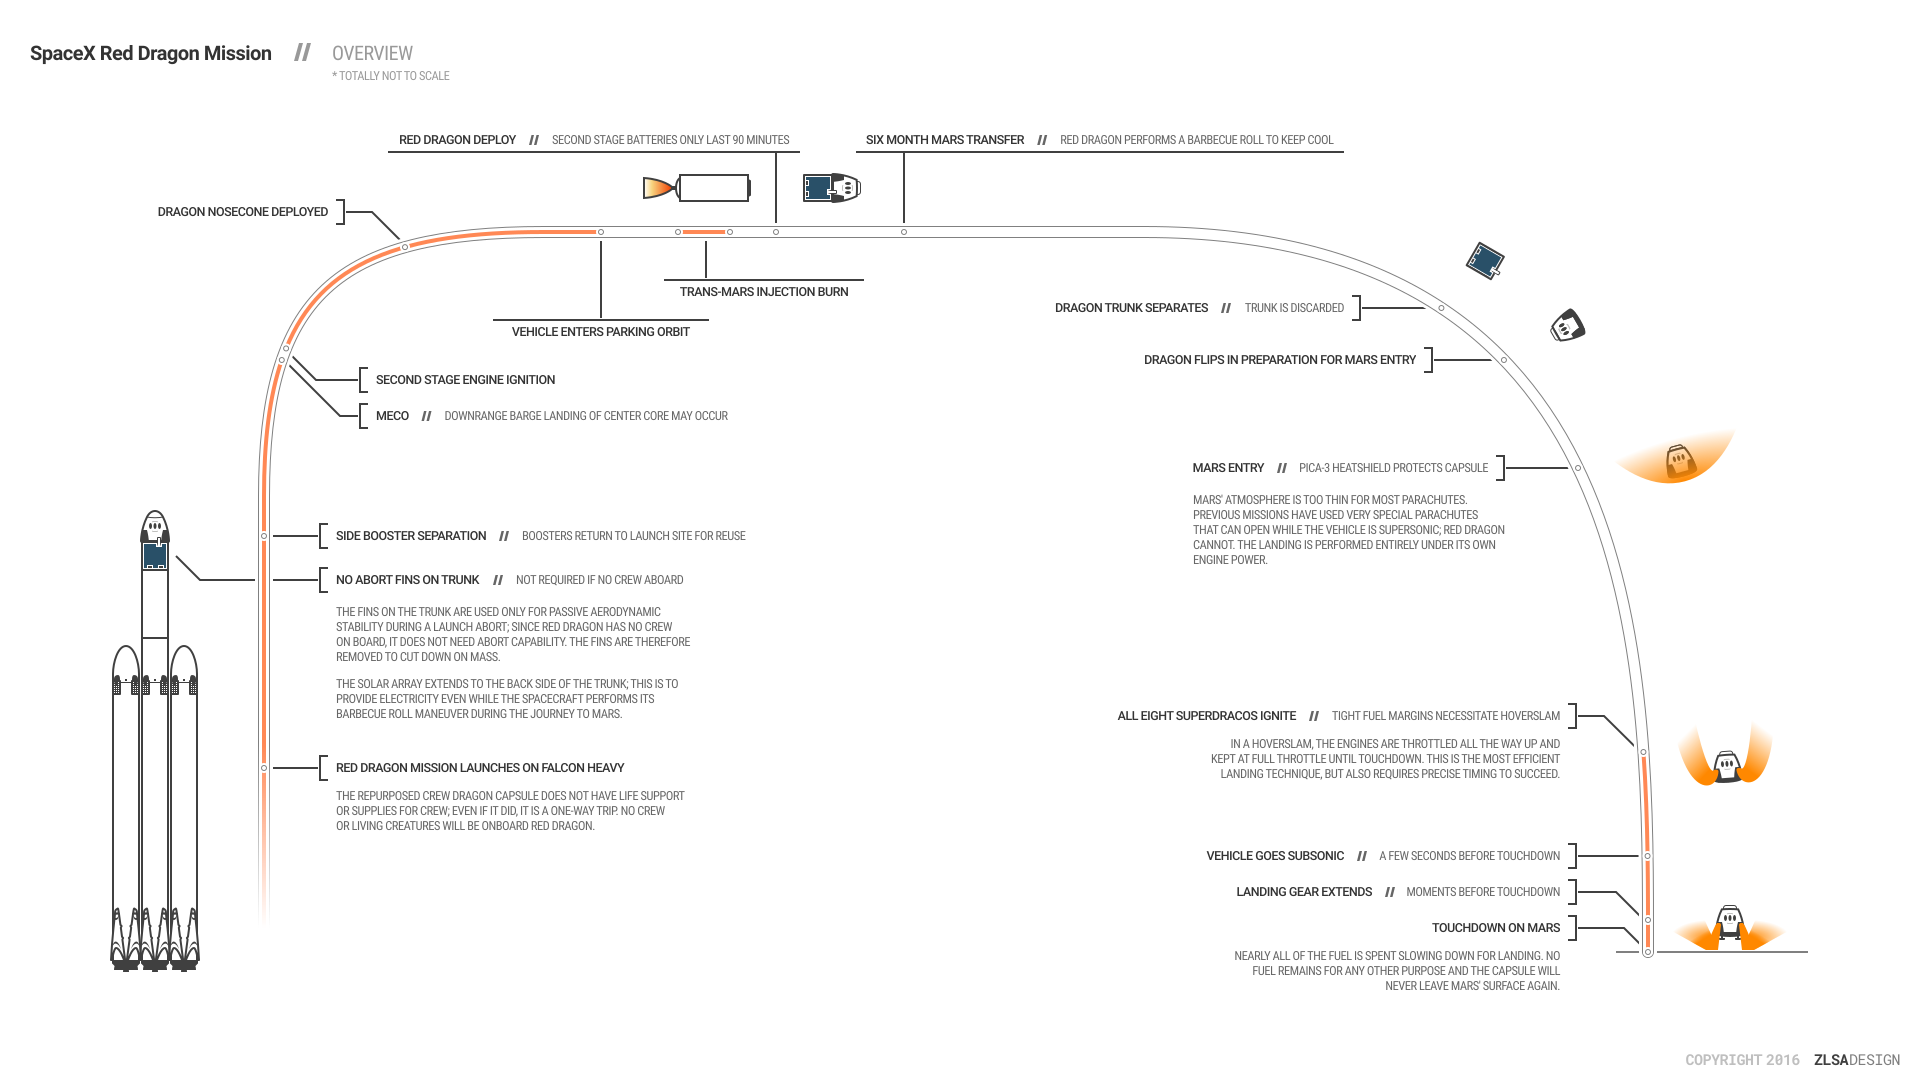 SpaceX Red Dragon Mission // OVERVIEW
* TOTALLY NOT TO SCALE
RED DRAGON DEPLOY // SECOND STAGE BATTERIES ONLY LAST 90 MINUTES
SIX MONTH MARS TRANSFER // RED DRAGON PERFORMS A BARBECUE ROLL TO KEEP COOL
DRAGON NOSECONE DEPLOYED
TRANS-MARS INJECTION BURN
VEHICLE ENTERS PARKING ORBIT
SECOND STAGE ENGINE IGNITION
MECO // DOWNRANGE BARGE LANDING OF CENTER CORE MAY OCCUR
SIDE BOOSTER SEPARATION // BOOSTERS RETURN TO LAUNCH SITE FOR REUSE
NO ABORT FINS ON TRUNK // NOT REQUIRED IF NO CREW ABOARD
THE FINS ON THE TRUNK ARE USED ONLY FOR PASSIVE AERODYNAMIC
STABILITY DURING A LAUNCH ABORT; SINCE RED DRAGON HAS NO CREW
ON BOARD, IT DOES NOT NEED ABORT CAPABILITY. THE FINS ARE THEREFORE
REMOVED TO CUT DOWN ON MASS.
THE SOLAR ARRAY EXTENDS TO THE BACK SIDE OF THE TRUNK; THIS IS TO
PROVIDE ELECTRICITY EVEN WHILE THE SPACECRAFT PERFORMS ITS
BARBECUE ROLL MANEUVER DURING THE JOURNEY TO MARS.
RED DRAGON MISSION LAUNCHES ON FALCON HEAVY
THE REPURPOSED CREW DRAGON CAPSULE DOES NOT HAVE LIFE SUPPORT
OR SUPPLIES FOR CREW; EVEN IF IT DID, IT IS A ONE-WAY TRIP. NO CREW
OR LIVING CREATURES WILL BE ONBOARD RED DRAGON.
DRAGON TRUNK SEPARATES // TRUNK IS DISCARDED
DRAGON FLIPS IN PREPARATION FOR MARS ENTRY
MARS ENTRY // PICA-3 HEATSHIELD PROTECTS CAPSULE
MARS' ATMOSPHERE IS TOO THIN FOR MOST PARACHUTES.
PREVIOUS MISSIONS HAVE USED VERY SPECIAL PARACHUTES
THAT CAN OPEN WHILE THE VEHICLE IS SUPERSONIC; RED DRAGON
CANNOT. THE LANDING IS PERFORMED ENTIRELY UNDER ITS OWN
ENGINE POWER.
ALL EIGHT SUPERDRACOS IGNITE // TIGHT FUEL MARGINS NECESSITATE HOVERSLAM
IN A HOVERSLAM, THE ENGINES ARE THROTTLED ALL THE WAY UP AND
KEPT AT FULL THROTTLE UNTIL TOUCHDOWN. THIS IS THE MOST EFFICIENT
LANDING TECHNIQUE, BUT ALSO REQUIRES PRECISE TIMING TO SUCCEED.
VEHICLE GOES SUBSONIC // A FEW SECONDS BEFORE TOUCHDOWN
LANDING GEAR EXTENDS // MOMENTS BEFORE TOUCHDOWN
TOUCHDOWN ON MARS
NEARLY ALL OF THE FUEL IS SPENT SLOWING DOWN FOR LANDING. NO
FUEL REMAINS FOR ANY OTHER PURPOSE AND THE CAPSULE WILL
NEVER LEAVE MARS' SURFACE AGAIN.
COPYRIGHT 2016 ZLSADESIGN